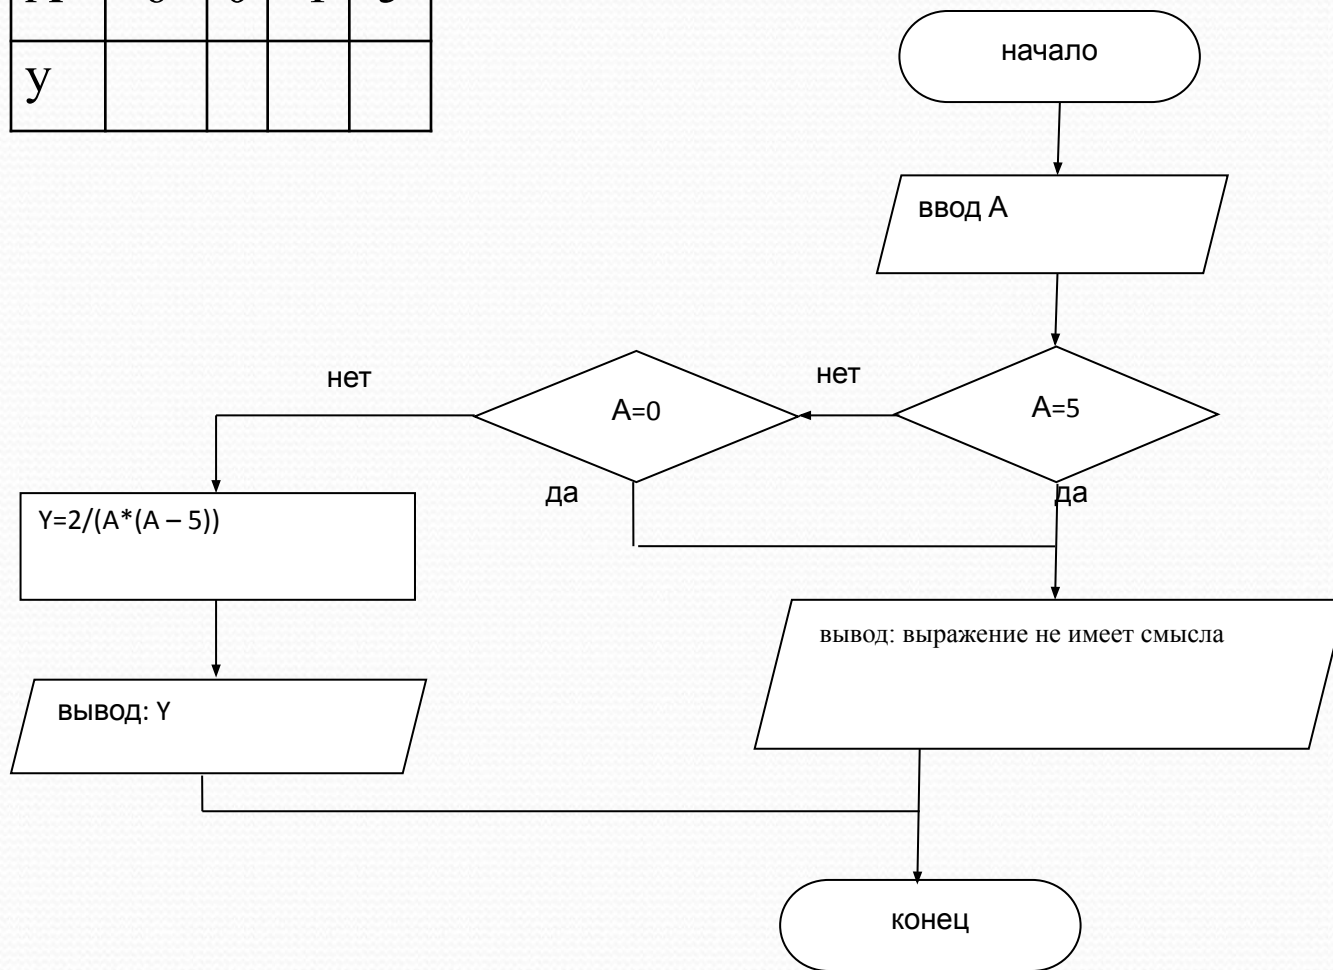 у
начало
ввод А
нет
нет
А=0
А=5
да
да
Y=2/(A*(A – 5))
вывод: выражение не имеет смысла
вывод: Y
конец